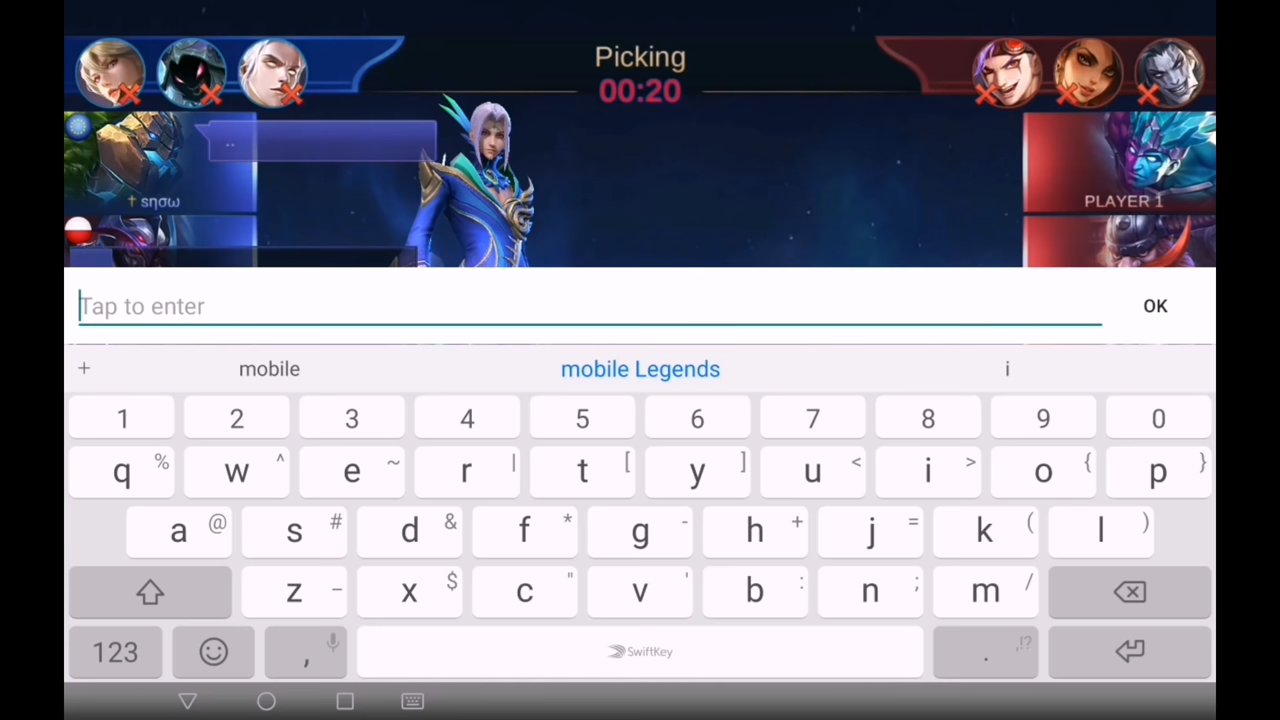 Picking
00:20
..
† sησω
PLAYER 1
Tap to enter
OK
+ mobile mobile Legends i
1 2 3 4 5 6 7 8 9 0
q % w ^ e ~ r | t [ y ] u < i > o { p }
a @ s # d & f * g - h + j = k ( l )
z _ x $ c " v ' b : n ; m /
123 , SwiftKey . ,!?